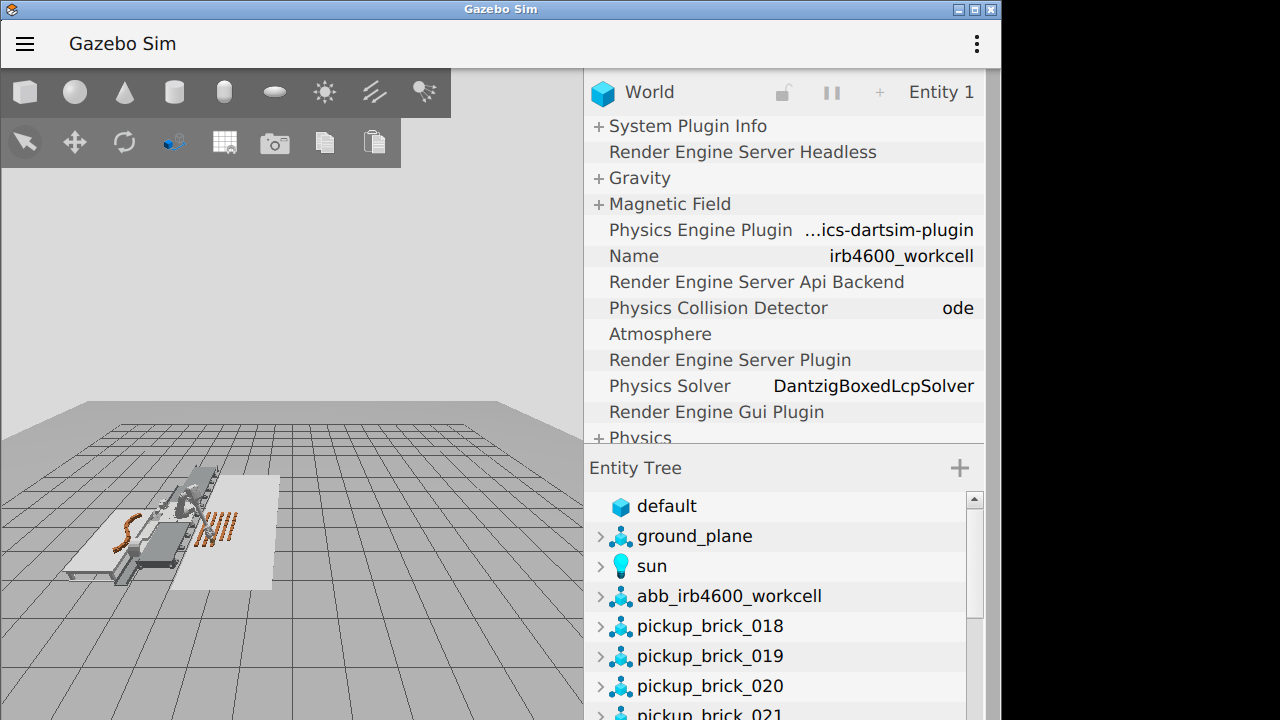 Gazebo Sim
Gazebo Sim
World Entity 1
System Plugin Info
Render Engine Server Headless
Gravity
Magnetic Field
Physics Engine Plugin ...ics-dartsim-plugin
Name irb4600_workcell
Render Engine Server Api Backend
Physics Collision Detector ode
Atmosphere
Render Engine Server Plugin
Physics Solver DantzigBoxedLcpSolver
Render Engine Gui Plugin
Physics
Entity Tree
default
ground_plane
sun
abb_irb4600_workcell
pickup_brick_018
pickup_brick_019
pickup_brick_020
pickup_brick_021